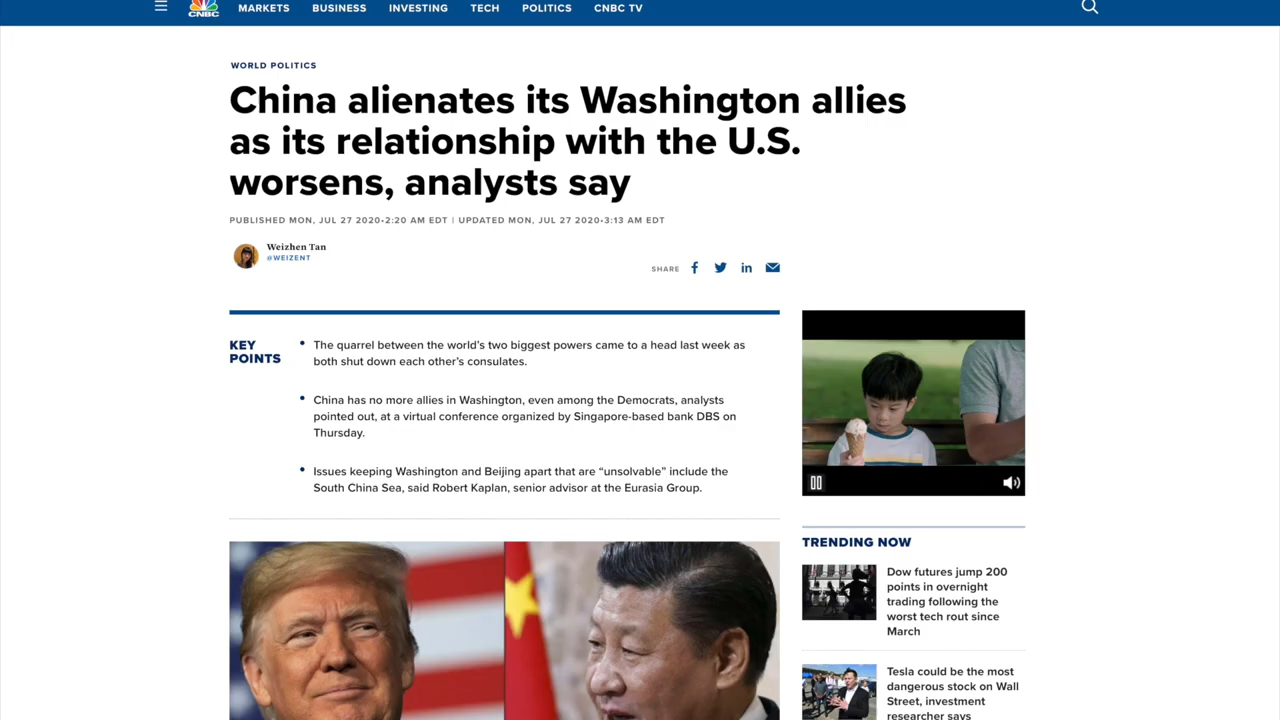 CNBC
MARKETS
BUSINESS
INVESTING
TECH
POLITICS
CNBC TV
WORLD POLITICS
China alienates its Washington allies
as its relationship with the U.S.
worsens, analysts say
PUBLISHED MON, JUL 27 2020•2:20 AM EDT | UPDATED MON, JUL 27 2020•3:13 AM EDT
Weizhen Tan
@WEIZENT
SHARE
KEY
POINTS
• The quarrel between the world's two biggest powers came to a head last week as
both shut down each other's consulates.
• China has no more allies in Washington, even among the Democrats, analysts
pointed out, at a virtual conference organized by Singapore-based bank DBS on
Thursday.
• Issues keeping Washington and Beijing apart that are “unsolvable” include the
South China Sea, said Robert Kaplan, senior advisor at the Eurasia Group.
TRENDING NOW
Dow futures jump 200
points in overnight
trading following the
worst tech rout since
March
Tesla could be the most
dangerous stock on Wall
Street, investment
researcher says